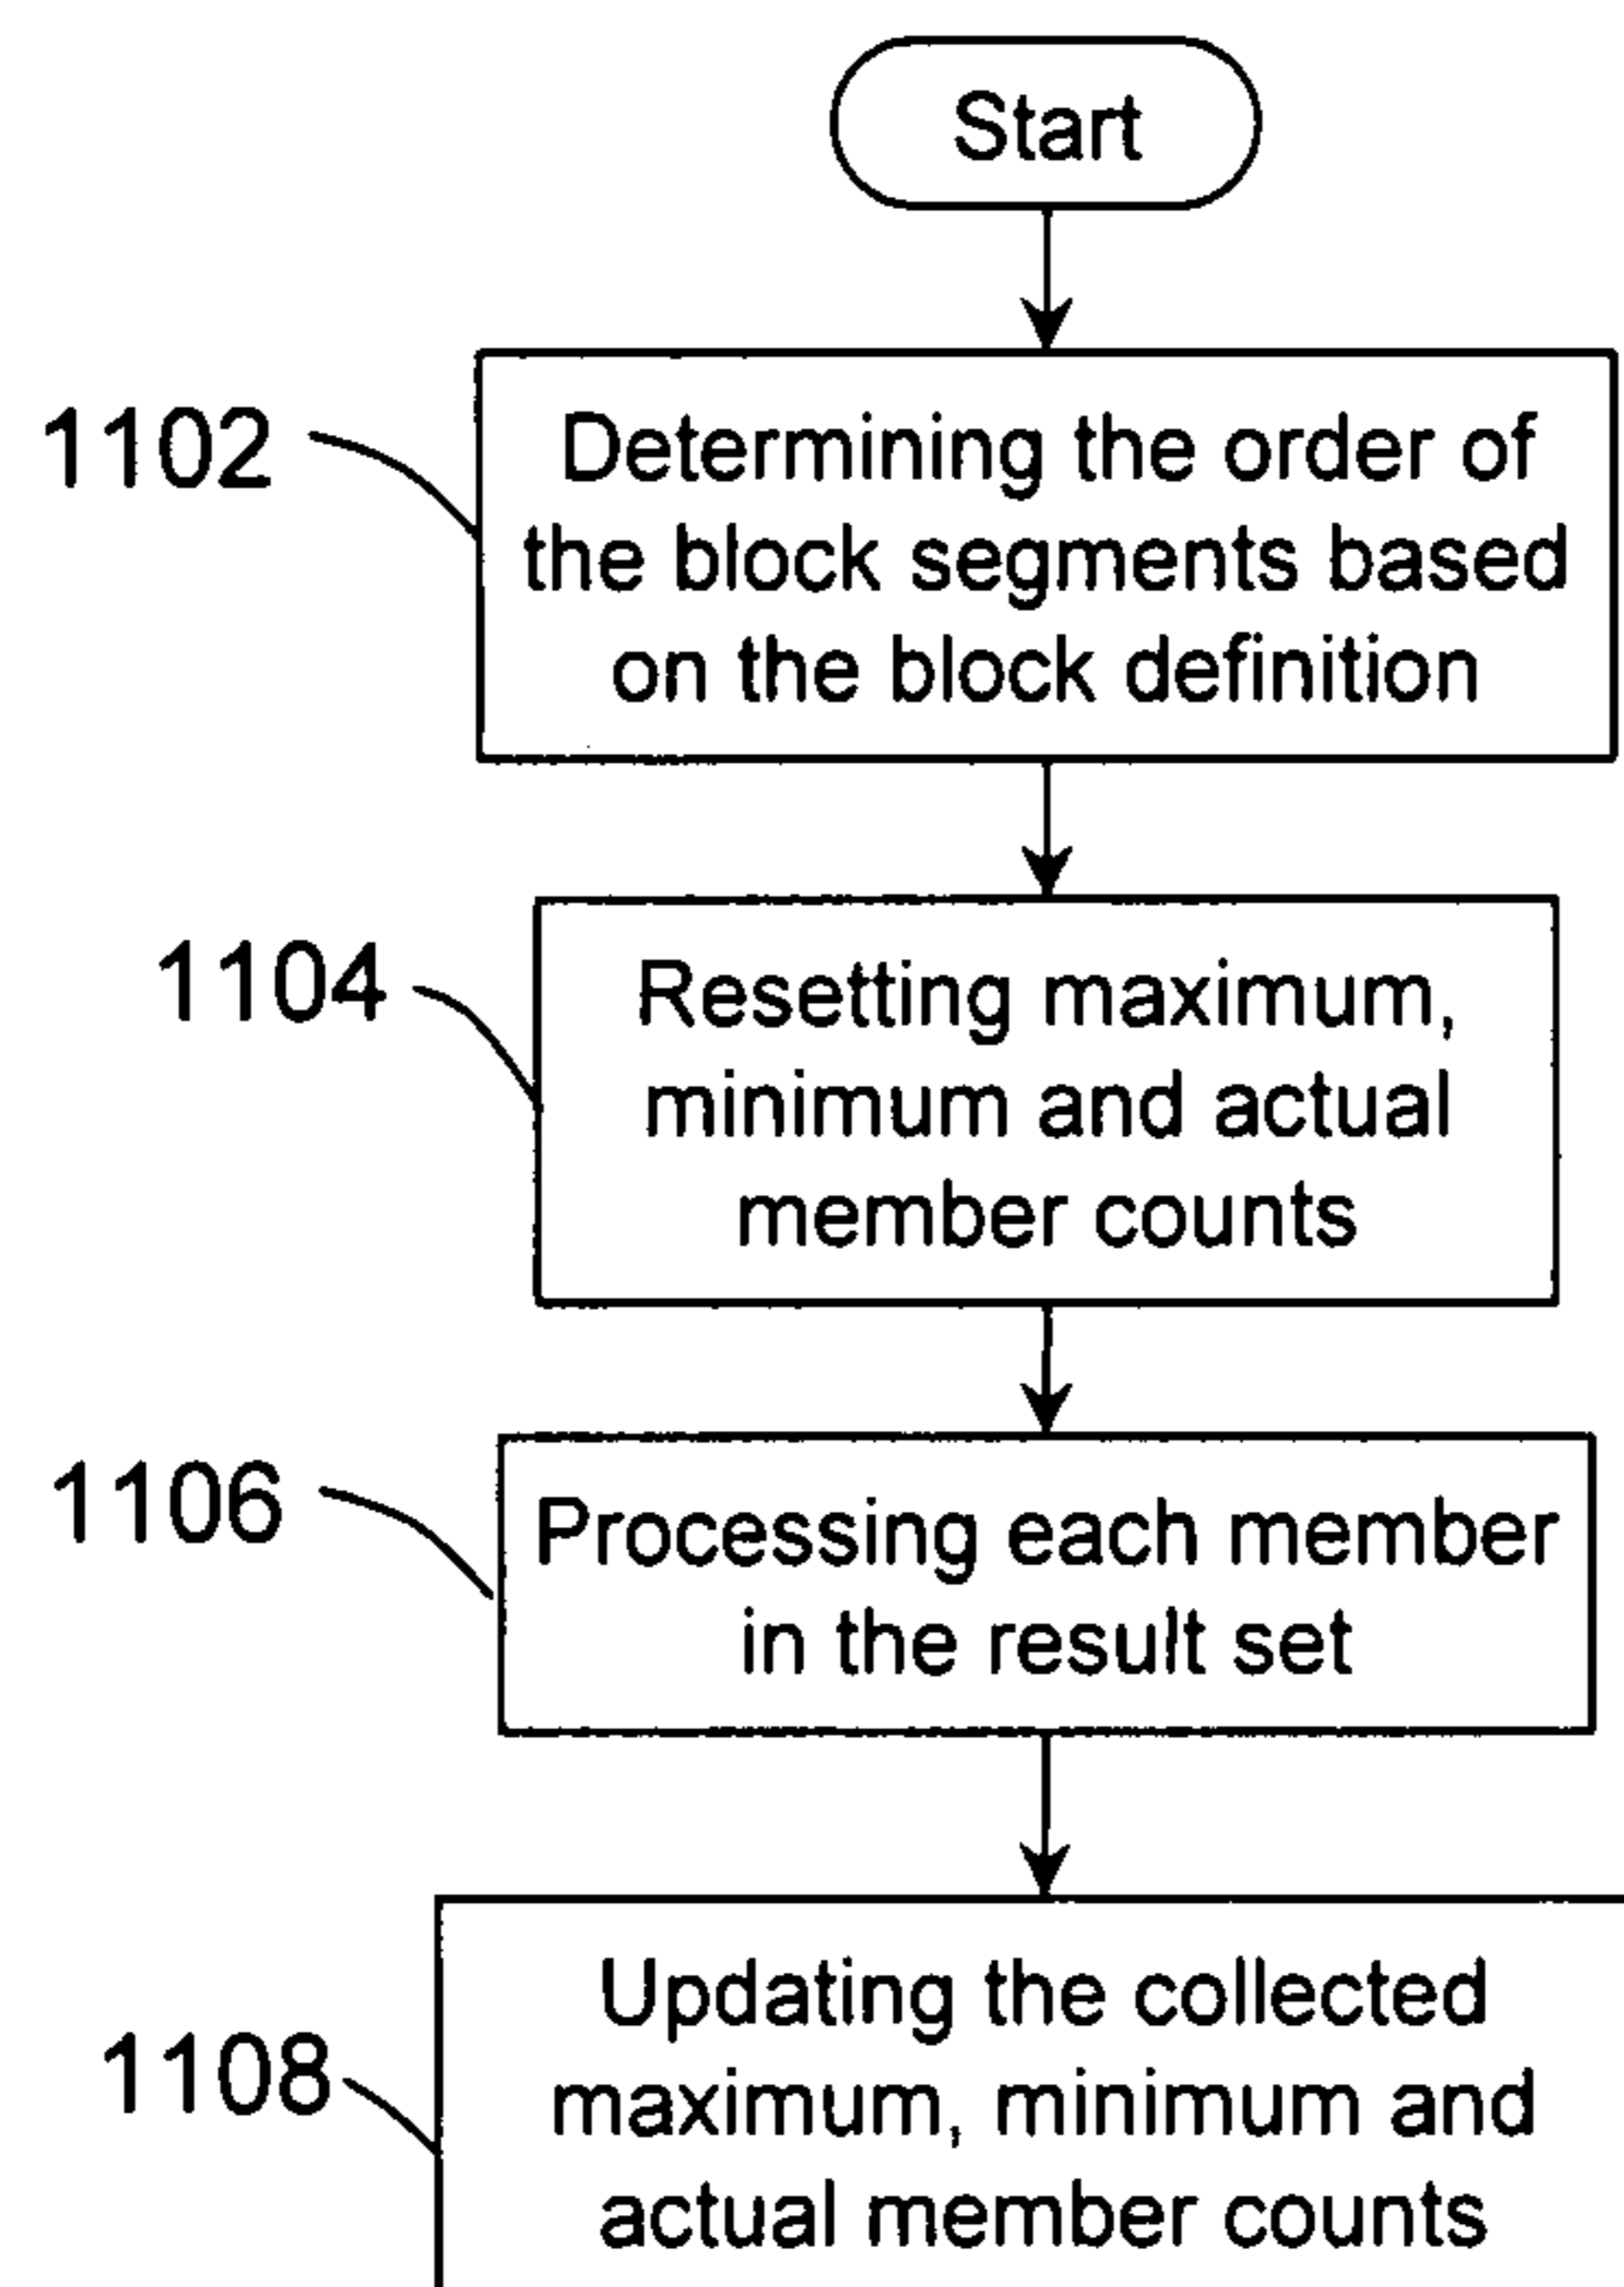 Start
1102
Determining the order of
the block segments based
on the block definition
1104
Resetting maximum,
minimum and actual
member counts
1106
Processing each member
in the result set
1108
Updating the collected
maximum, minimum and
actual member counts